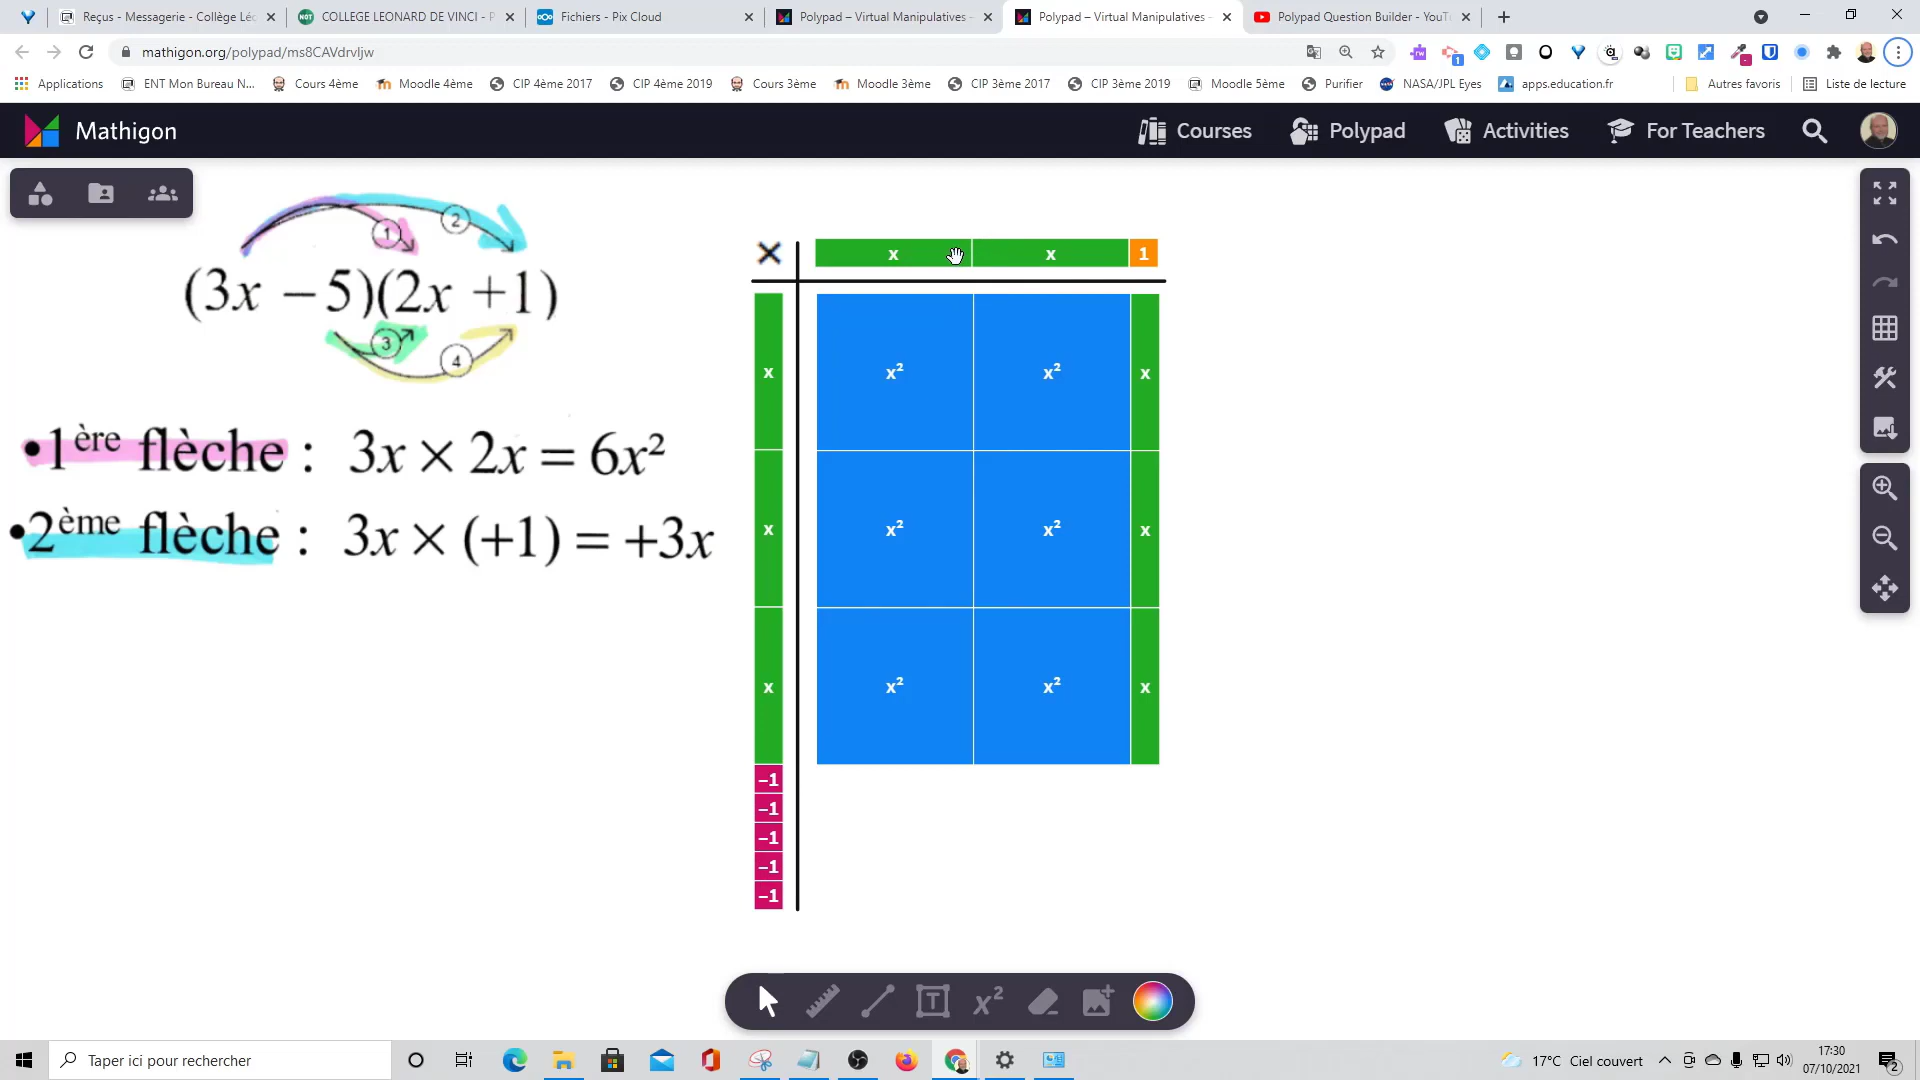 Reçus - Messagerie - Collège Léo
COLLEGE LEONARD DE VINCI - P
Fichiers - Pix Cloud
Polypad – Virtual Manipulatives -
Polypad – Virtual Manipulatives -
Polypad Question Builder - YouT
mathigon.org/polypad/ms8CAVdrvljw
Applications
ENT Mon Bureau N...
Cours 4ème
Moodle 4ème
CIP 4ème 2017
CIP 4ème 2019
Cours 3ème
Moodle 3ème
CIP 3ème 2017
CIP 3ème 2019
Moodle 5ème
Purifier
NASA/JPL Eyes
apps.education.fr
Autres favoris
Liste de lecture
Mathigon
Courses
Polypad
Activities
For Teachers
1 2
(3x − 5)(2x + 1)
3 4
•1ère flèche : 3x × 2x = 6x²
•2ème flèche : 3x × (+1) = +3x
× x x 1
x x² x² x
x x² x² x
x x² x² x
−1
−1
−1
−1
−1
T x²
Taper ici pour rechercher
17°C Ciel couvert
17:30
07/10/2021
2